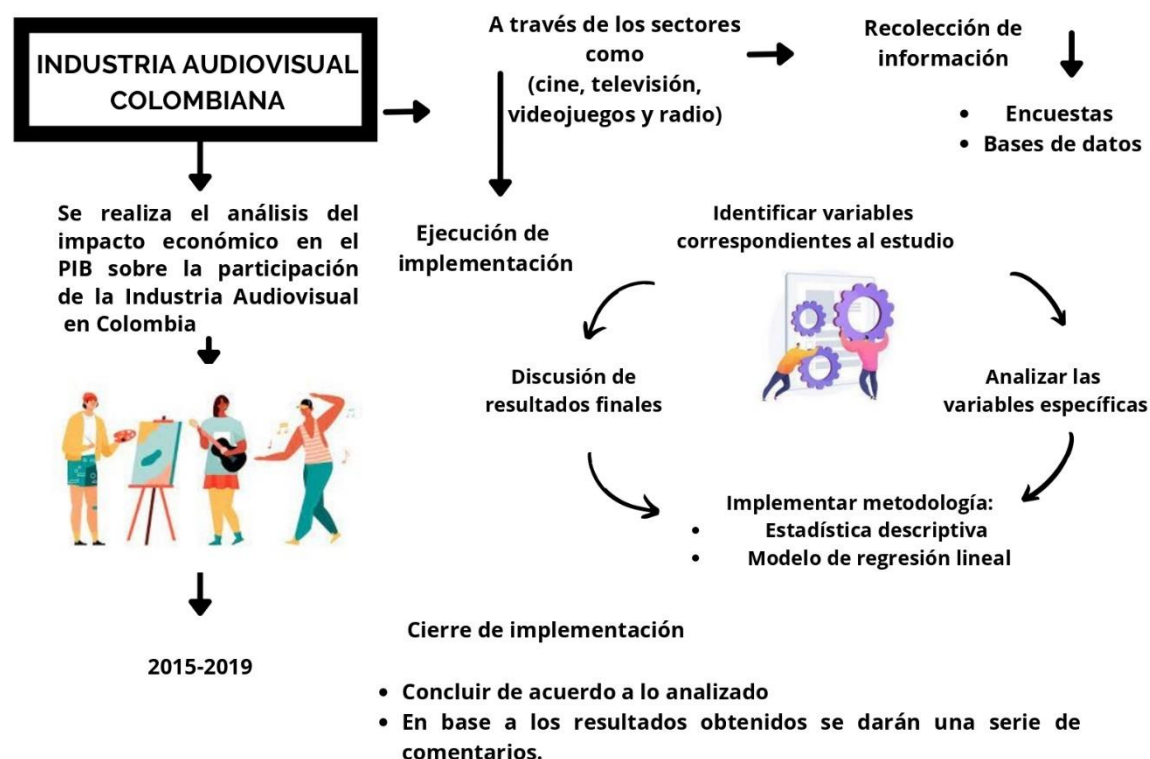 INDUSTRIA AUDIOVISUAL
COLOMBIANA
A través de los sectores
como
(cine, televisión,
videojuegos y radio)
Recolección de
información
• Encuestas
• Bases de datos
Se realiza el análisis del
impacto económico en el
PIB sobre la participación
de la Industria Audiovisual
en Colombia
2015-2019
Ejecución de
implementación
Identificar variables
correspondientes al estudio
Discusión de
resultados finales
Analizar las
variables específicas
Implementar metodología:
• Estadística descriptiva
• Modelo de regresión lineal
Cierre de implementación
• Concluir de acuerdo a lo analizado
• En base a los resultados obtenidos se darán una serie de
comentarios.